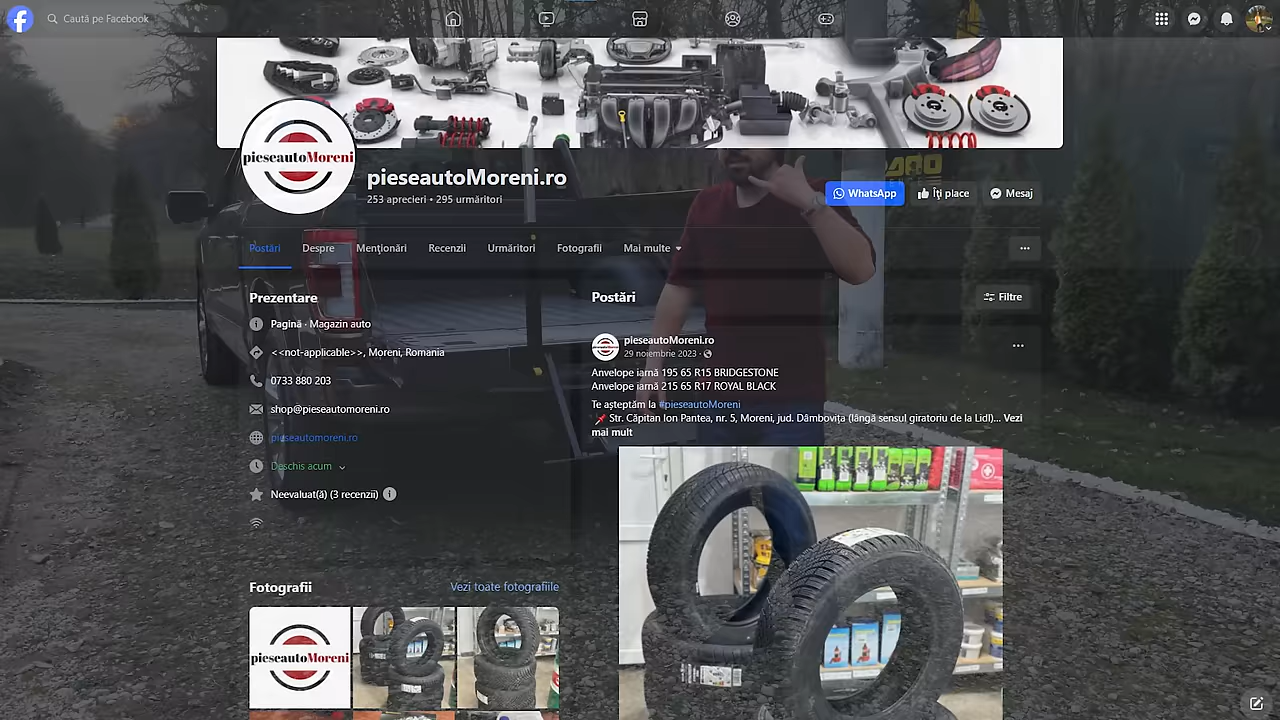 Caută pe Facebook
pieseautoMoreni
pieseautoMoreni.ro
253 aprecieri • 295 urmăritori
WhatsApp
Îți place
Mesaj
Postări
Despre
Menționări
Recenzii
Urmăritori
Fotografii
Mai multe
Prezentare
Pagină · Magazin auto
<<not-applicable>>, Moreni, Romania
0733 880 203
shop@pieseautomoreni.ro
pieseautomoreni.ro
Deschis acum
Neevaluat(ă) (3 recenzii)
Fotografii
Vezi toate fotografiile
pieseautoMoreni
Postări
Filtre
pieseautoMoreni.ro
29 noiembrie 2023
Anvelope iarnă 195 65 R15 BRIDGESTONE
Anvelope iarnă 215 65 R17 ROYAL BLACK
Te așteptăm la #pieseautoMoreni
Str. Căpitan Ion Pantea, nr. 5, Moreni, jud. Dâmbovița (lângă sensul giratoriu de la Lidl)... Vezi
mai mult